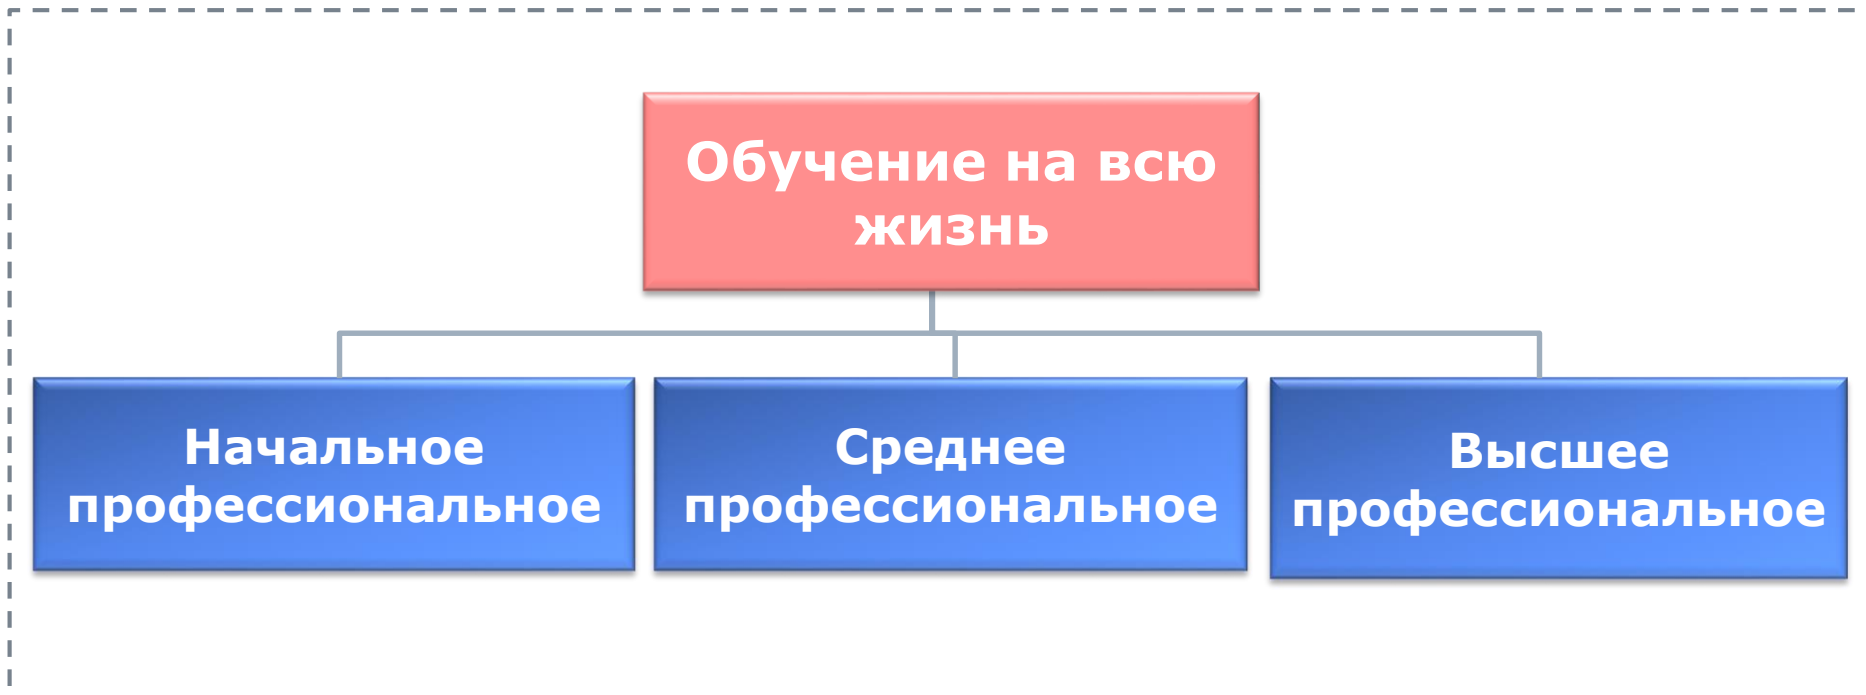 Обучение на всю
жизнь
Начальное
профессиональное
Среднее
профессиональное
Высшее
профессиональное